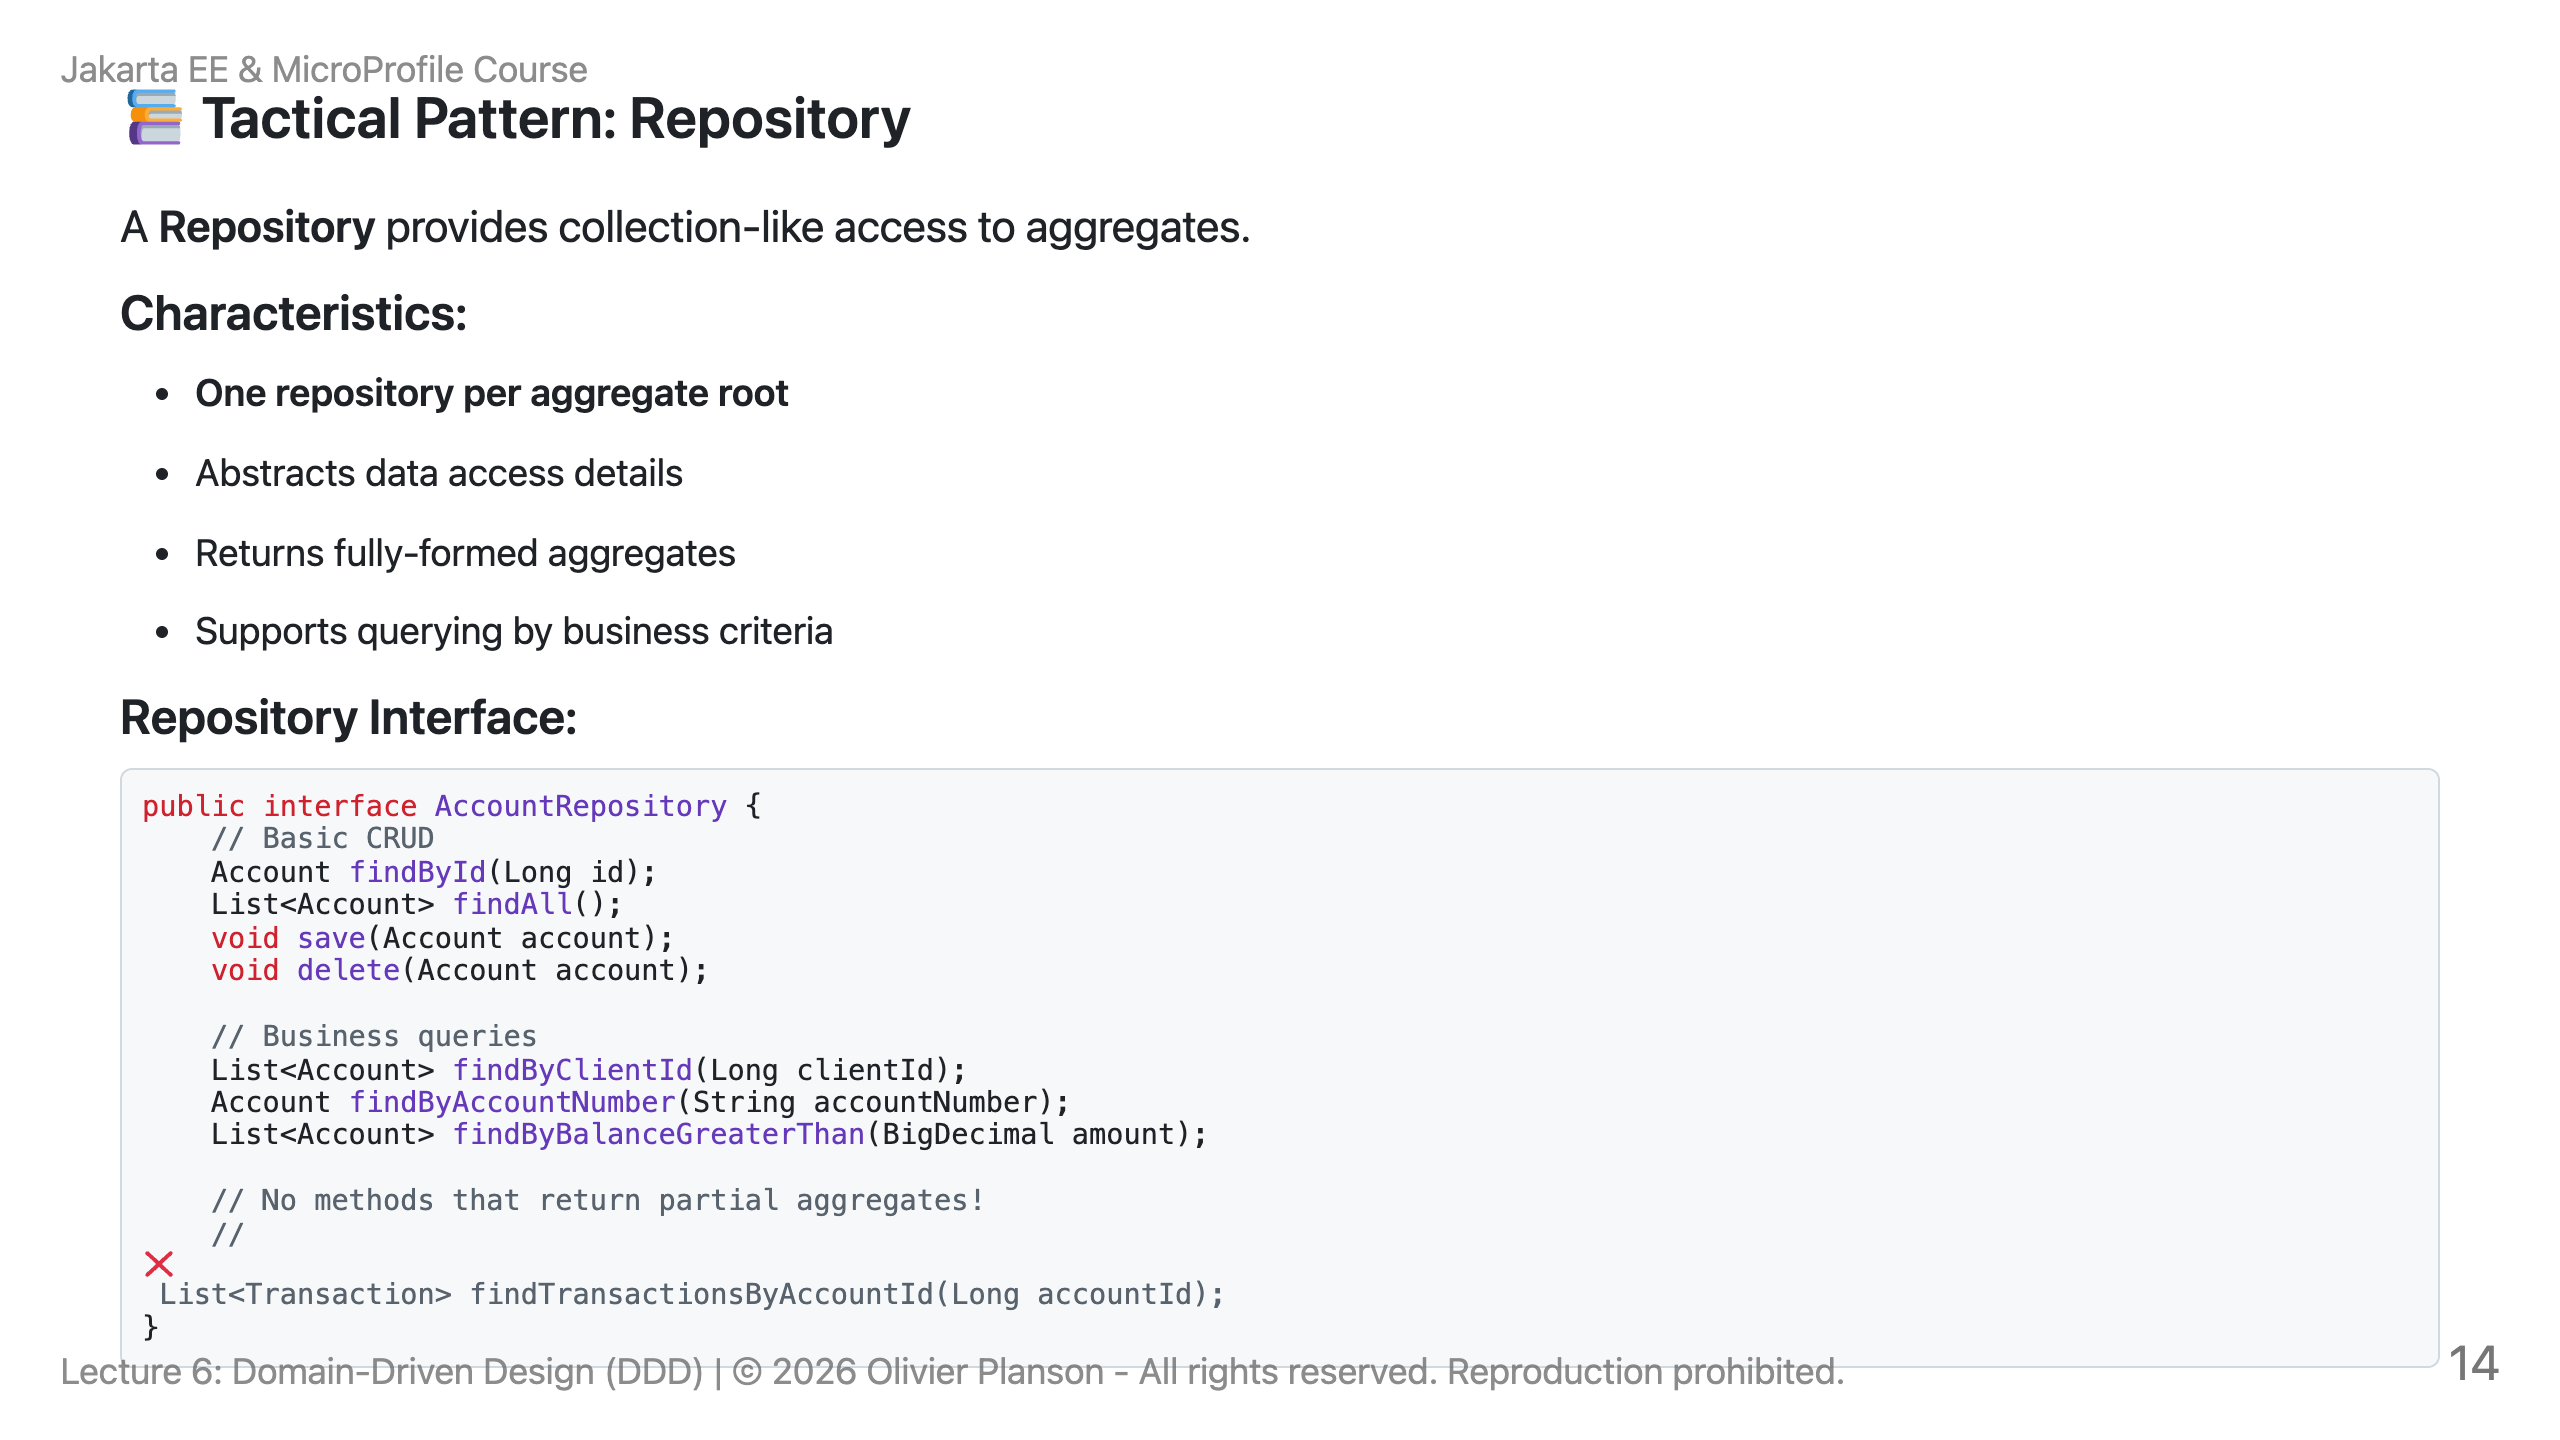 Jakarta EE & MicroProfile Course
📚 Tactical Pattern: Repository
A Repository provides collection-like access to aggregates.
Characteristics:
• One repository per aggregate root
• Abstracts data access details
• Returns fully-formed aggregates
• Supports querying by business criteria
Repository Interface:
public interface AccountRepository {
    // Basic CRUD
    Account findById(Long id);
    List<Account> findAll();
    void save(Account account);
    void delete(Account account);

    // Business queries
    List<Account> findByClientId(Long clientId);
    Account findByAccountNumber(String accountNumber);
    List<Account> findByBalanceGreaterThan(BigDecimal amount);

    // No methods that return partial aggregates!
    //
❌
 List<Transaction> findTransactionsByAccountId(Long accountId);
}
Lecture 6: Domain-Driven Design (DDD) | © 2026 Olivier Planson - All rights reserved. Reproduction prohibited.
14